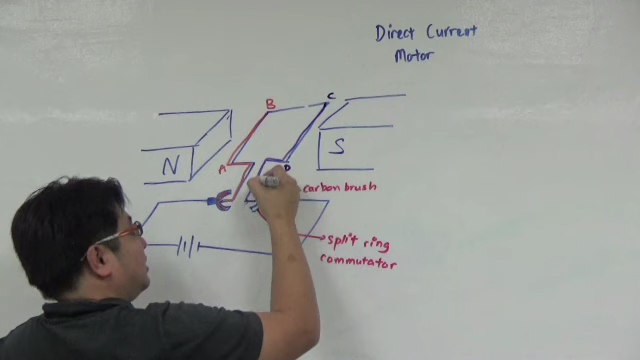 Direct Current
Motor
B
C
N
S
A
D
carbon brush
split ring
commutator